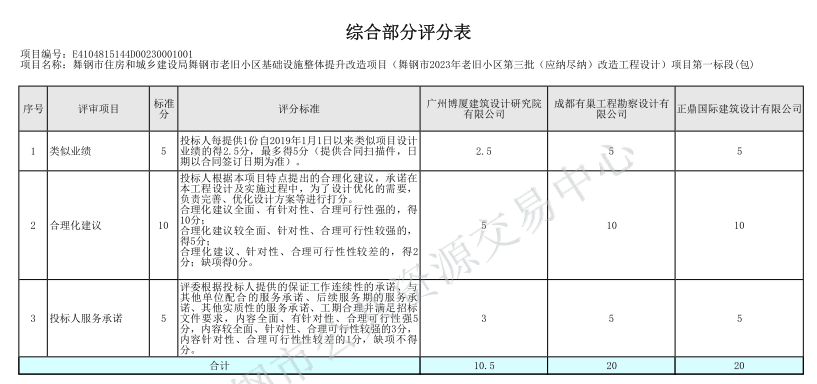 综合部分评分表
项目编号: E4104815144D00230001001
项目名称: 舞钢市住房和城乡建设局舞钢市老旧小区基础设施整体提升改造项目（舞钢市2023年老旧小区第三批（应纳尽纳）改造工程设计）项目第一标段(包)
序号 评审项目 标准分 评分标准 广州博厦建筑设计研究院有限公司 成都有巢工程勘察设计有限公司 正鼎国际建筑设计有限公司
1 类似业绩 5
投标人每提供1份自2019年1月1日以来类似项目设计
业绩的得2.5分，最多得5分（提供合同扫描件，日
期以合同签订日期为准）。
2.5 5 5
2 合理化建议 10
投标人根据本项目特点提出的合理化建议，承诺在
本工程设计及实施过程中，为了设计优化的需要，
负责完善、优化设计方案等进行打分。
合理化建议全面、有针对性、合理可行性强的，得
10分；
合理化建议较全面、针对性、合理可行性较强的，
得5分；
合理化建议、针对性、合理可行性性较差的，得2
分；缺项得0分。
5 10 10
3 投标人服务承诺 5
评委根据投标人提供的保证工作连续性的承诺、与
其他单位配合的服务承诺、后续服务期的服务承
诺、其他实质性的服务承诺、工期合理并满足招标
文件要求，内容全面、有针对性、合理可行性强5
分，内容较全面、针对性、合理可行性较强的3分，
内容针对性、合理可行性性较差的1分，缺项不得
分。
3 5 5
合计 10.5 20 20
钢市公共资源交易中心